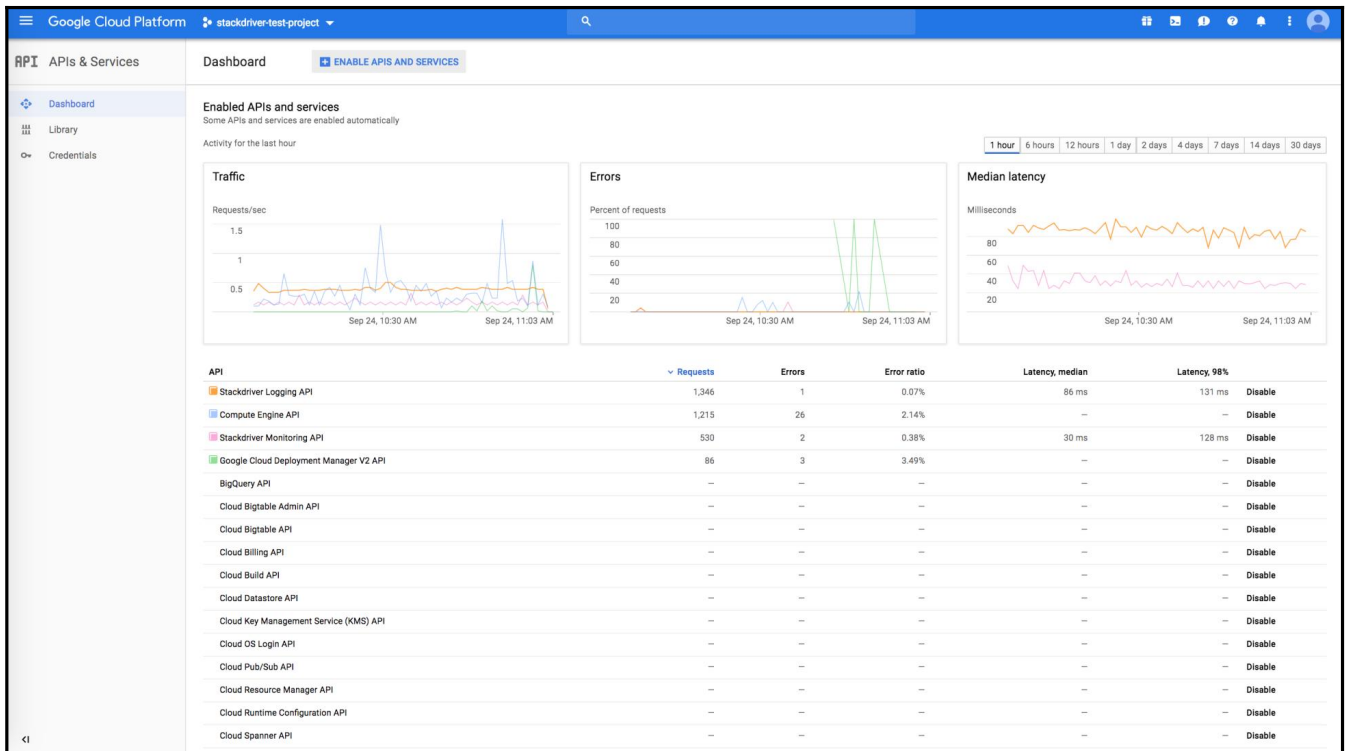 Google Cloud Platform stackdriver-test-project
API APIs & Services
Dashboard
Library
Credentials
Dashboard ENABLE APIS AND SERVICES
Enabled APIs and services
Some APIs and services are enabled automatically
Activity for the last hour
1 hour 6 hours 12 hours 1 day 2 days 4 days 7 days 14 days 30 days
Traffic
Requests/sec
1.5
1
0.5
Sep 24, 10:30 AM Sep 24, 11:03 AM
Errors
Percent of requests
100
80
60
40
20
Sep 24, 10:30 AM Sep 24, 11:03 AM
Median latency
Milliseconds
80
60
40
20
Sep 24, 10:30 AM Sep 24, 11:03 AM
API Requests Errors Error ratio Latency, median Latency, 98%
Stackdriver Logging API 1,346 1 0.07% 86 ms 131 ms Disable
Compute Engine API 1,215 26 2.14% – – Disable
Stackdriver Monitoring API 530 2 0.38% 30 ms 128 ms Disable
Google Cloud Deployment Manager V2 API 86 3 3.49% – – Disable
BigQuery API – – – – – Disable
Cloud Bigtable Admin API – – – – – Disable
Cloud Bigtable API – – – – – Disable
Cloud Billing API – – – – – Disable
Cloud Build API – – – – – Disable
Cloud Datastore API – – – – – Disable
Cloud Key Management Service (KMS) API – – – – – Disable
Cloud OS Login API – – – – – Disable
Cloud Pub/Sub API – – – – – Disable
Cloud Resource Manager API – – – – – Disable
Cloud Runtime Configuration API – – – – – Disable
Cloud Spanner API – – – – – Disable